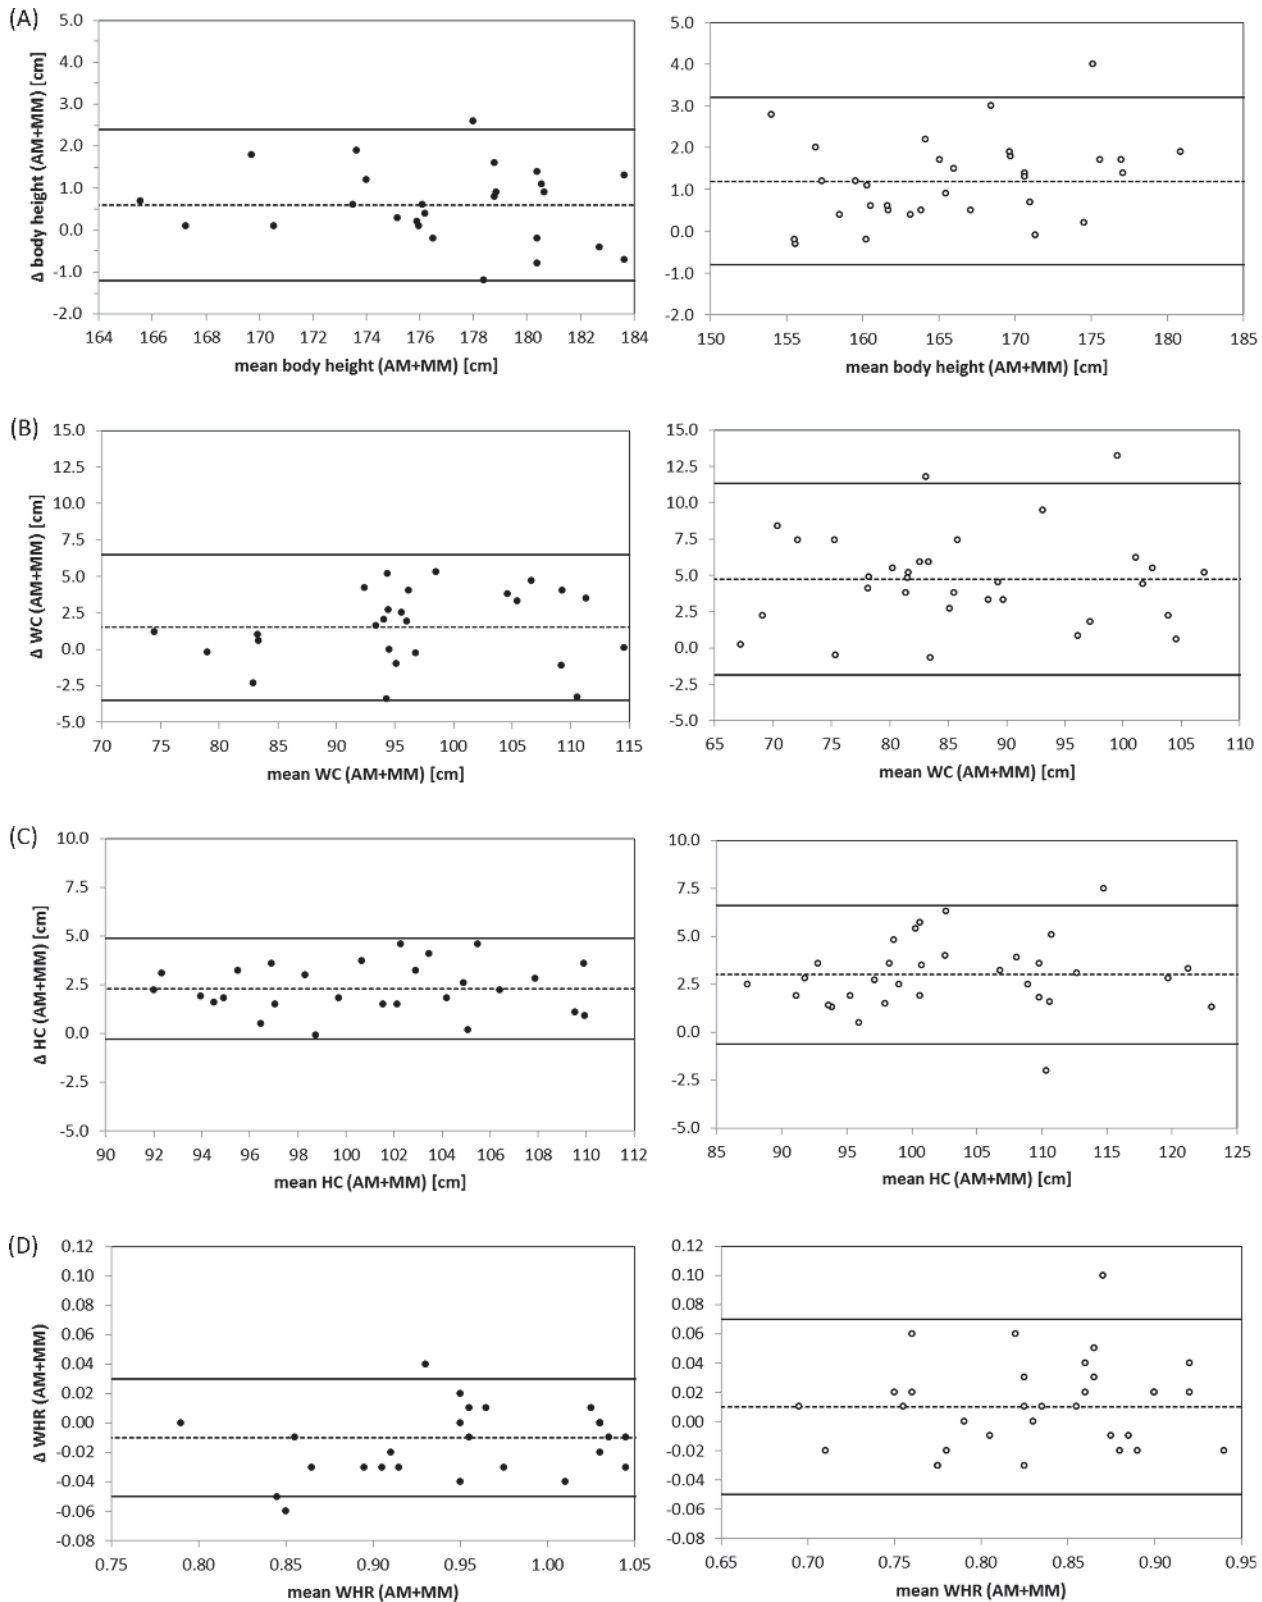 (A)
5.0
4.0
3.0
2.0
1.0
0.0
-1.0
-2.0
Δ body height (AM+MM) [cm]
164 166 168 170 172 174 176 178 180 182 184
mean body height (AM+MM) [cm]
5.0
4.0
3.0
2.0
1.0
0.0
-1.0
-2.0
150 155 160 165 170 175 180 185
mean body height (AM+MM) [cm]
(B)
15.0
12.5
10.0
7.5
5.0
2.5
0.0
-2.5
-5.0
Δ WC (AM+MM) [cm]
70 75 80 85 90 95 100 105 110 115
mean WC (AM+MM) [cm]
15.0
12.5
10.0
7.5
5.0
2.5
0.0
-2.5
-5.0
65 70 75 80 85 90 95 100 105 110
mean WC (AM+MM) [cm]
(C)
10.0
7.5
5.0
2.5
0.0
-2.5
-5.0
Δ HC (AM+MM) [cm]
90 92 94 96 98 100 102 104 106 108 110 112
mean HC (AM+MM) [cm]
10.0
7.5
5.0
2.5
0.0
-2.5
-5.0
85 90 95 100 105 110 115 120 125
mean HC (AM+MM) [cm]
(D)
0.12
0.10
0.08
0.06
0.04
0.02
0.00
-0.02
-0.04
-0.06
-0.08
Δ WHR (AM+MM)
0.75 0.80 0.85 0.90 0.95 1.00 1.05
mean WHR (AM+MM)
0.12
0.10
0.08
0.06
0.04
0.02
0.00
-0.02
-0.04
-0.06
-0.08
0.65 0.70 0.75 0.80 0.85 0.90 0.95
mean WHR (AM+MM)